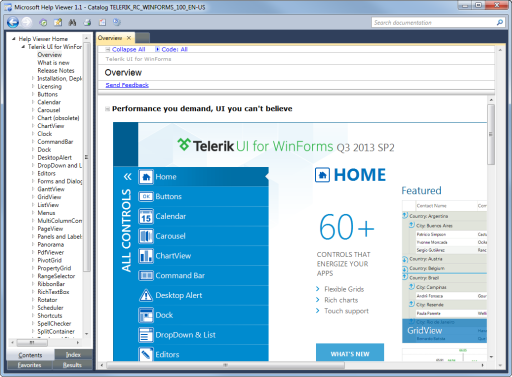 Microsoft Help Viewer 1.1 - Catalog TELERIK_RC_WINFORMS_100_EN-US
Search documentation
Help Viewer Home
Telerik UI for WinFor
Overview
What is new
Release Notes
Installation, Deplo
Licensing
Buttons
Calendar
Carousel
Chart (obsolete)
ChartView
Clock
CommandBar
Dock
DesktopAlert
DropDown and L
Editors
Forms and Dialog
GanttView
GridView
ListView
Menus
MultiColumnCom
PageView
Panels and Label
Panorama
PdfViewer
PivotGrid
PropertyGrid
RangeSelector
RibbonBar
RichTextBox
Rotator
Scheduler
Shortcuts
SpellChecker
SplitContainer
Contents
Index
Favorites
Results
Overview
Collapse All
Code: All
Telerik UI for WinForms
Overview
Send Feedback
Performance you demand, UI you can't believe
Telerik UI for WinForms Q3 2013 SP2
ALL CONTROLS
Home
OK Buttons
15 Calendar
Carousel
ChartView
Command Bar
Desktop Alert
Dock
DropDown & List
Editors
HOME
60+
CONTROLS THAT
ENERGIZE YOUR
APPS
Flexible Grids
Rich charts
Touch support
WHAT'S NEW
Featured
Contact Name
Country: Argentina
City: Buenos Aires
Patricio Simpson
Yvonne Moncada
Sergio Gutiérrez
Country: Austria
Country: Belgium
Country: Brazil
City: Campinas
André Fonseca
City: Resende
Paula Parente
GridView